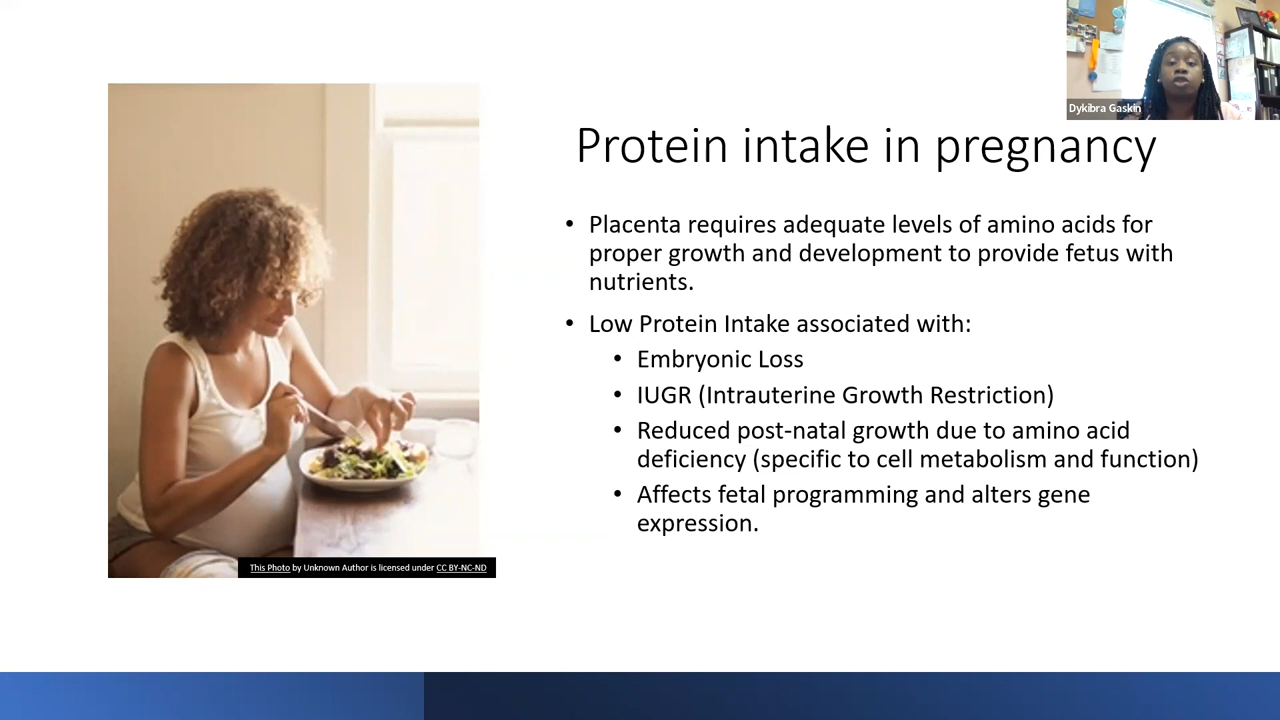 Dykibra Gaskin
Protein intake in pregnancy
• Placenta requires adequate levels of amino acids for
proper growth and development to provide fetus with
nutrients.
• Low Protein Intake associated with:
• Embryonic Loss
• IUGR (Intrauterine Growth Restriction)
• Reduced post-natal growth due to amino acid
deficiency (specific to cell metabolism and function)
• Affects fetal programming and alters gene
expression.
This Photo by Unknown Author is licensed under CC BY-NC-ND